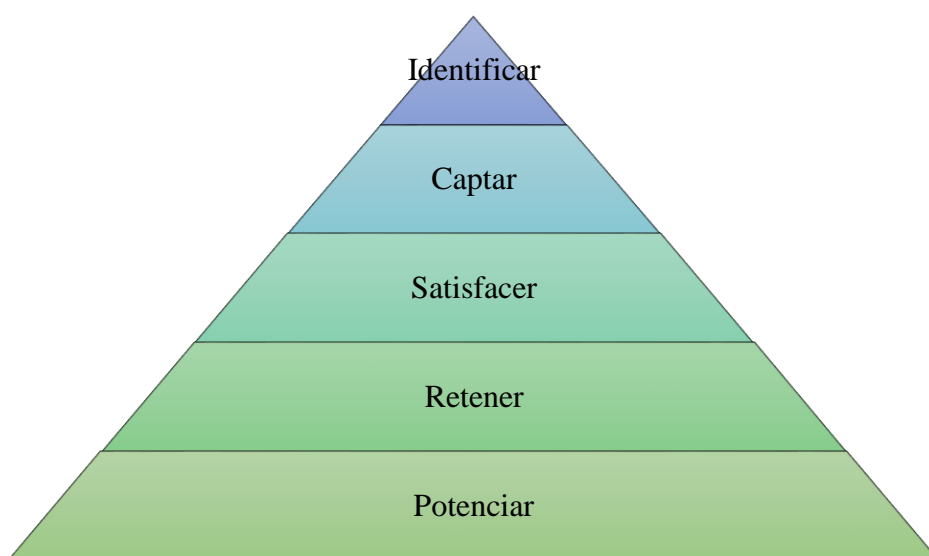 Identificar
Captar
Satisfacer
Retener
Potenciar